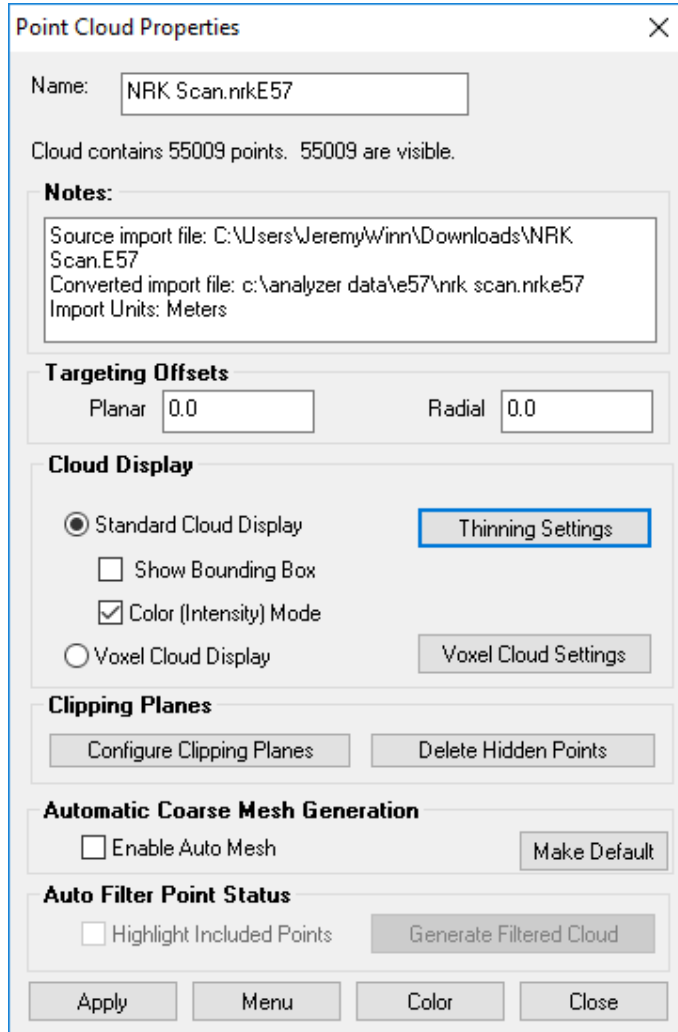 Point Cloud Properties
Name: NRK Scan.nrkE57
Cloud contains 55009 points.  55009 are visible.
Notes:
Source import file: C:\Users\JeremyWinn\Downloads\NRK
Scan.E57
Converted import file: c:\analyzer data\e57\nrk scan.nrke57
Import Units: Meters
Targeting Offsets
Planar 0.0 Radial 0.0
Cloud Display
Standard Cloud Display Thinning Settings
Show Bounding Box
Color (Intensity) Mode
Voxel Cloud Display Voxel Cloud Settings
Clipping Planes
Configure Clipping Planes Delete Hidden Points
Automatic Coarse Mesh Generation
Enable Auto Mesh Make Default
Auto Filter Point Status
Highlight Included Points Generate Filtered Cloud
Apply Menu Color Close